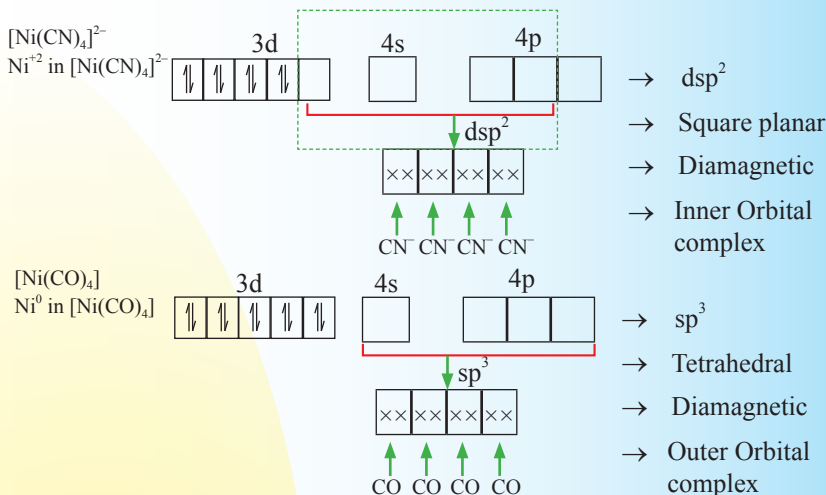 [Ni(CN)₄]²⁻
3d 4s 4p
Ni⁺² in [Ni(CN)₄]²⁻
⥮ ⥮ ⥮ ⥮
→ dsp²
dsp²
→ Square planar
×× ×× ×× ××
→ Diamagnetic
CN⁻ CN⁻ CN⁻ CN⁻
→ Inner Orbital
complex
[Ni(CO)₄]
3d 4s 4p
Ni⁰ in [Ni(CO)₄]
⥮ ⥮ ⥮ ⥮ ⥮
→ sp³
sp³
→ Tetrahedral
×× ×× ×× ××
→ Diamagnetic
→ Outer Orbital
complex
CO CO CO CO